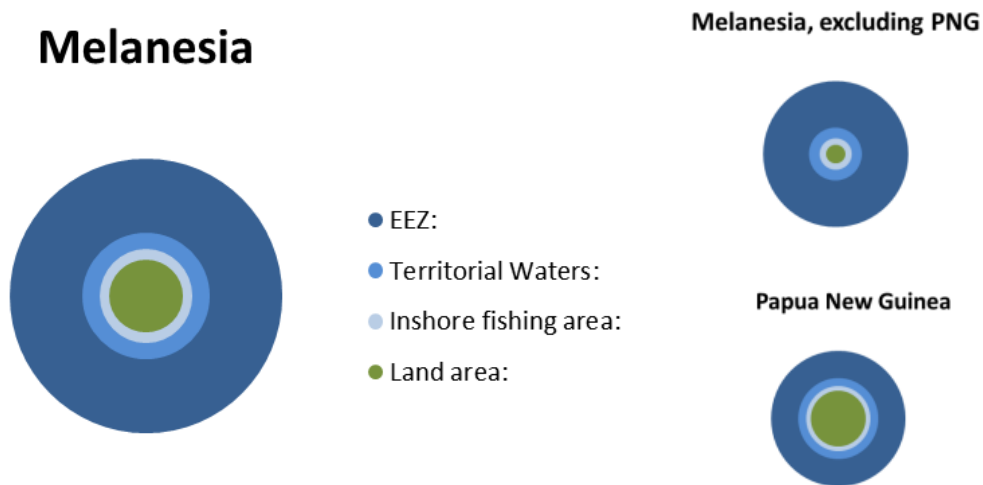 Melanesia
EEZ:
Territorial Waters:
Inshore fishing area:
Land area:
Melanesia, excluding PNG
Papua New Guinea